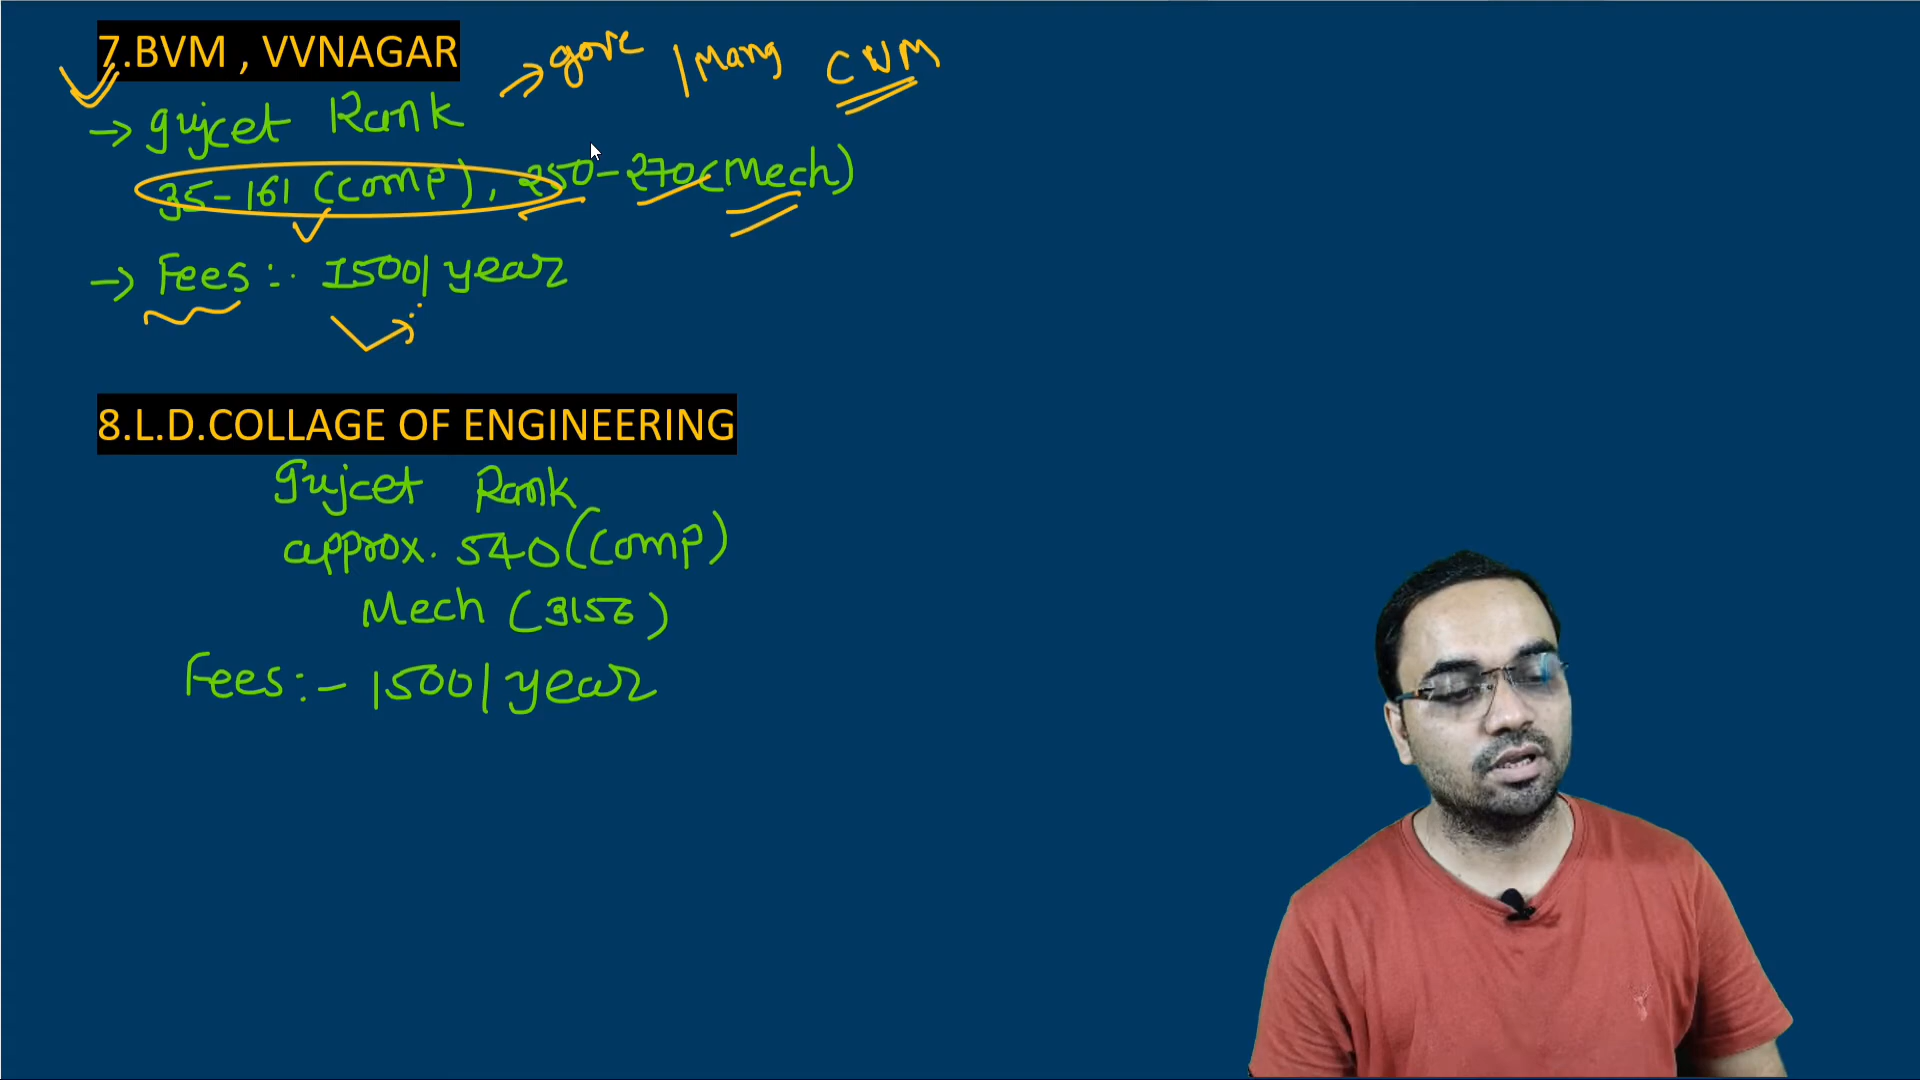 7.BVM , VVNAGAR
→ gove / Mang CVM
→ gujcet Rank
35-161 (comp), 250-270 (Mech)
→ Fees :- 1500/year
8.L.D.COLLAGE OF ENGINEERING
Gujcet Rank
approx. 540 (comp)
Mech (3156)
Fees:- 1500/year